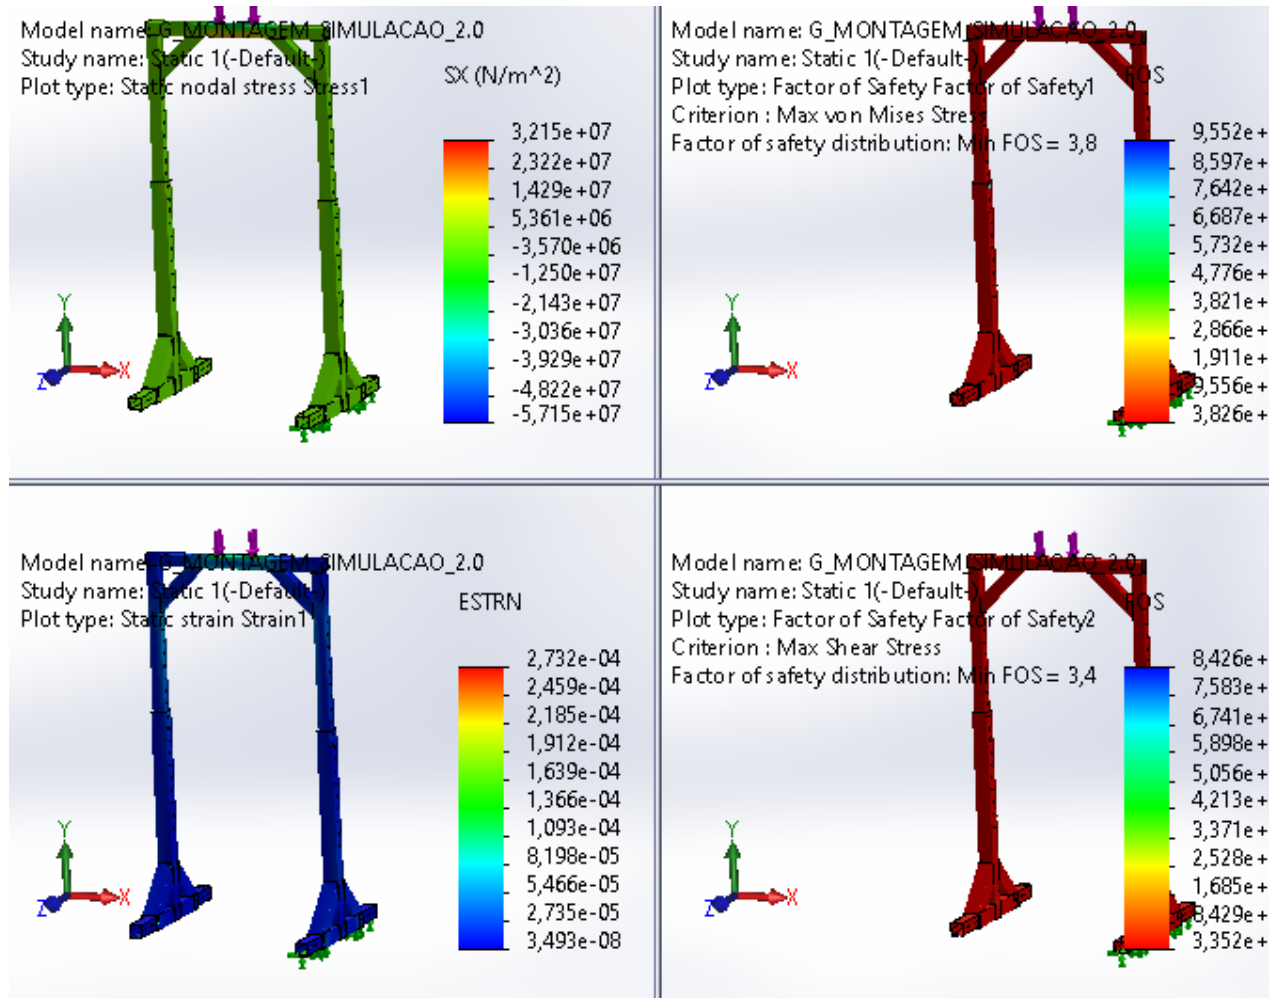 Model name: G_MONTAGEM_SIMULACAO_2.0
Study name: Static 1(-Default-)
Plot type: Static nodal stress Stress1
SX (N/m^2)
3,215e+07
2,322e+07
1,429e+07
5,361e+06
-3,570e+06
-1,250e+07
-2,143e+07
-3,036e+07
-3,929e+07
-4,822e+07
-5,715e+07
Y
X
Z
Model name: G_MONTAGEM_SIMULACAO_2.0
Study name: Static 1(-Default-)
Plot type: Factor of Safety Factor of Safety1
Criterion : Max von Mises Stress
Factor of safety distribution: Min FOS = 3,8
FOS
9,552e+
8,597e+
7,642e+
6,687e+
5,732e+
4,776e+
3,821e+
2,866e+
1,911e+
9,556e+
3,826e+
Y
X
Z
Model name: G_MONTAGEM_SIMULACAO_2.0
Study name: Static 1(-Default-)
Plot type: Static strain Strain1
ESTRN
2,732e-04
2,459e-04
2,185e-04
1,912e-04
1,639e-04
1,366e-04
1,093e-04
8,198e-05
5,466e-05
2,735e-05
3,493e-08
Y
X
Z
Model name: G_MONTAGEM_SIMULACAO_2.0
Study name: Static 1(-Default-)
Plot type: Factor of Safety Factor of Safety2
Criterion : Max Shear Stress
Factor of safety distribution: Min FOS = 3,4
FOS
8,426e+
7,583e+
6,741e+
5,898e+
5,056e+
4,213e+
3,371e+
2,528e+
1,685e+
8,429e+
3,352e+
Y
X
Z